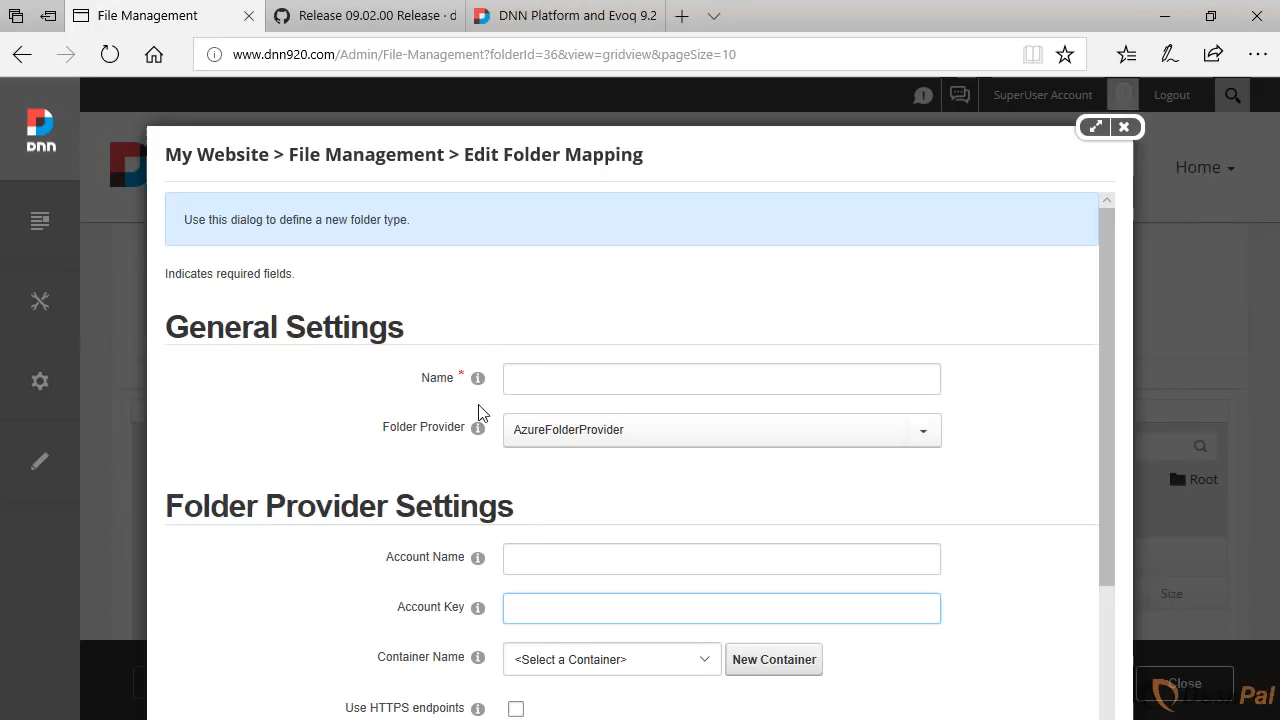 File Management
Release 09.02.00 Release · d
DNN Platform and Evoq 9.2
www.dnn920.com/Admin/File-Management?folderId=36&view=gridview&pageSize=10
DNN
SuperUser Account
Logout
My Website > File Management > Edit Folder Mapping
Home
Use this dialog to define a new folder type.
Indicates required fields.
General Settings
Name *
Folder Provider
AzureFolderProvider
Root
Folder Provider Settings
Account Name
Size
Account Key
Container Name
<Select a Container>
New Container
Close
Pal
Use HTTPS endpoints